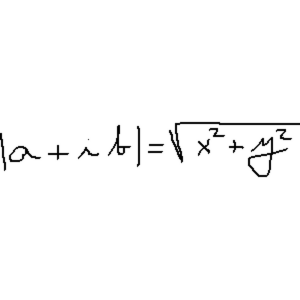 |a + i b| = √(x² + y²)